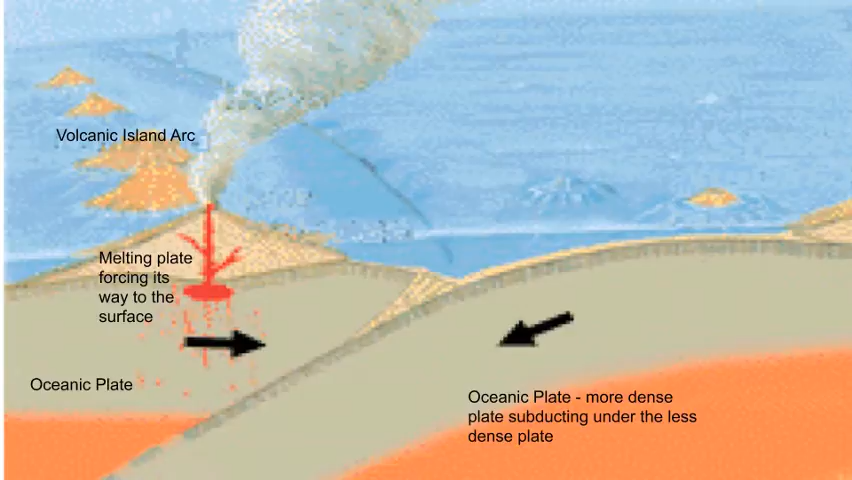 Volcanic Island Arc
Melting plate
forcing its
way to the
surface
Oceanic Plate
Oceanic Plate - more dense
plate subducting under the less
dense plate